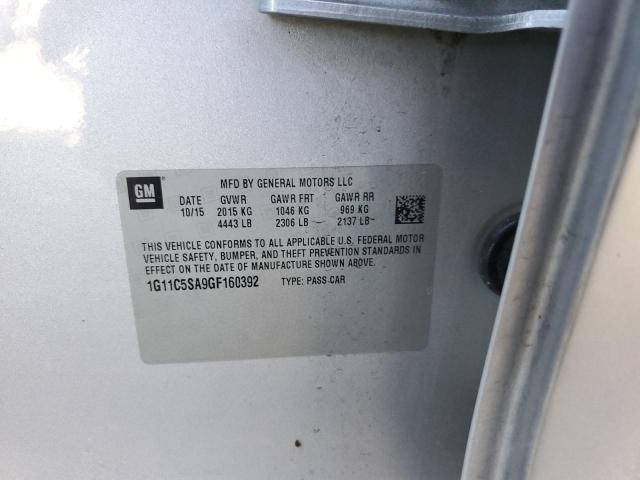 GM
MFD BY GENERAL MOTORS LLC
DATE GVWR GAWR FRT GAWR RR
10/15 2015 KG 1046 KG 969 KG
4443 LB 2306 LB 2137 LB
THIS VEHICLE CONFORMS TO ALL APPLICABLE U.S. FEDERAL MOTOR
VEHICLE SAFETY, BUMPER, AND THEFT PREVENTION STANDARDS IN
EFFECT ON THE DATE OF MANUFACTURE SHOWN ABOVE.
1G11C5SA9GF160392 TYPE: PASS CAR